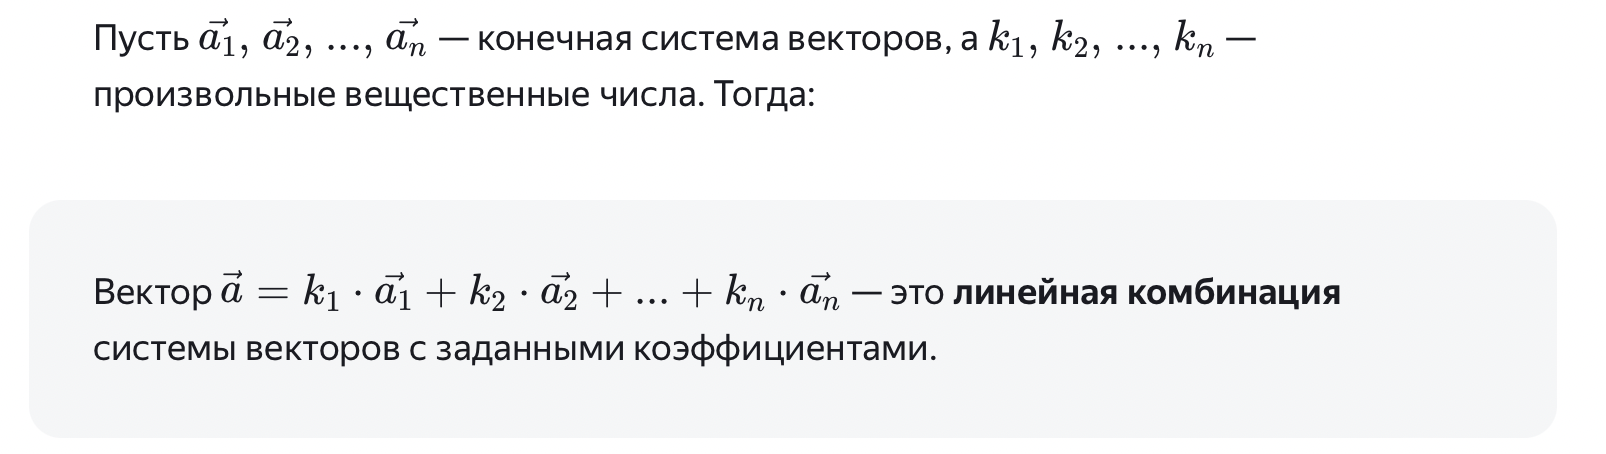 Пусть $\vec{a_1}, \vec{a_2}, ..., \vec{a_n}$ — конечная система векторов, а $k_1, k_2, ..., k_n$ —
произвольные вещественные числа. Тогда:
Вектор $\vec{a} = k_1 \cdot \vec{a_1} + k_2 \cdot \vec{a_2} + ... + k_n \cdot \vec{a_n}$ — это линейная комбинация
системы векторов с заданными коэффициентами.